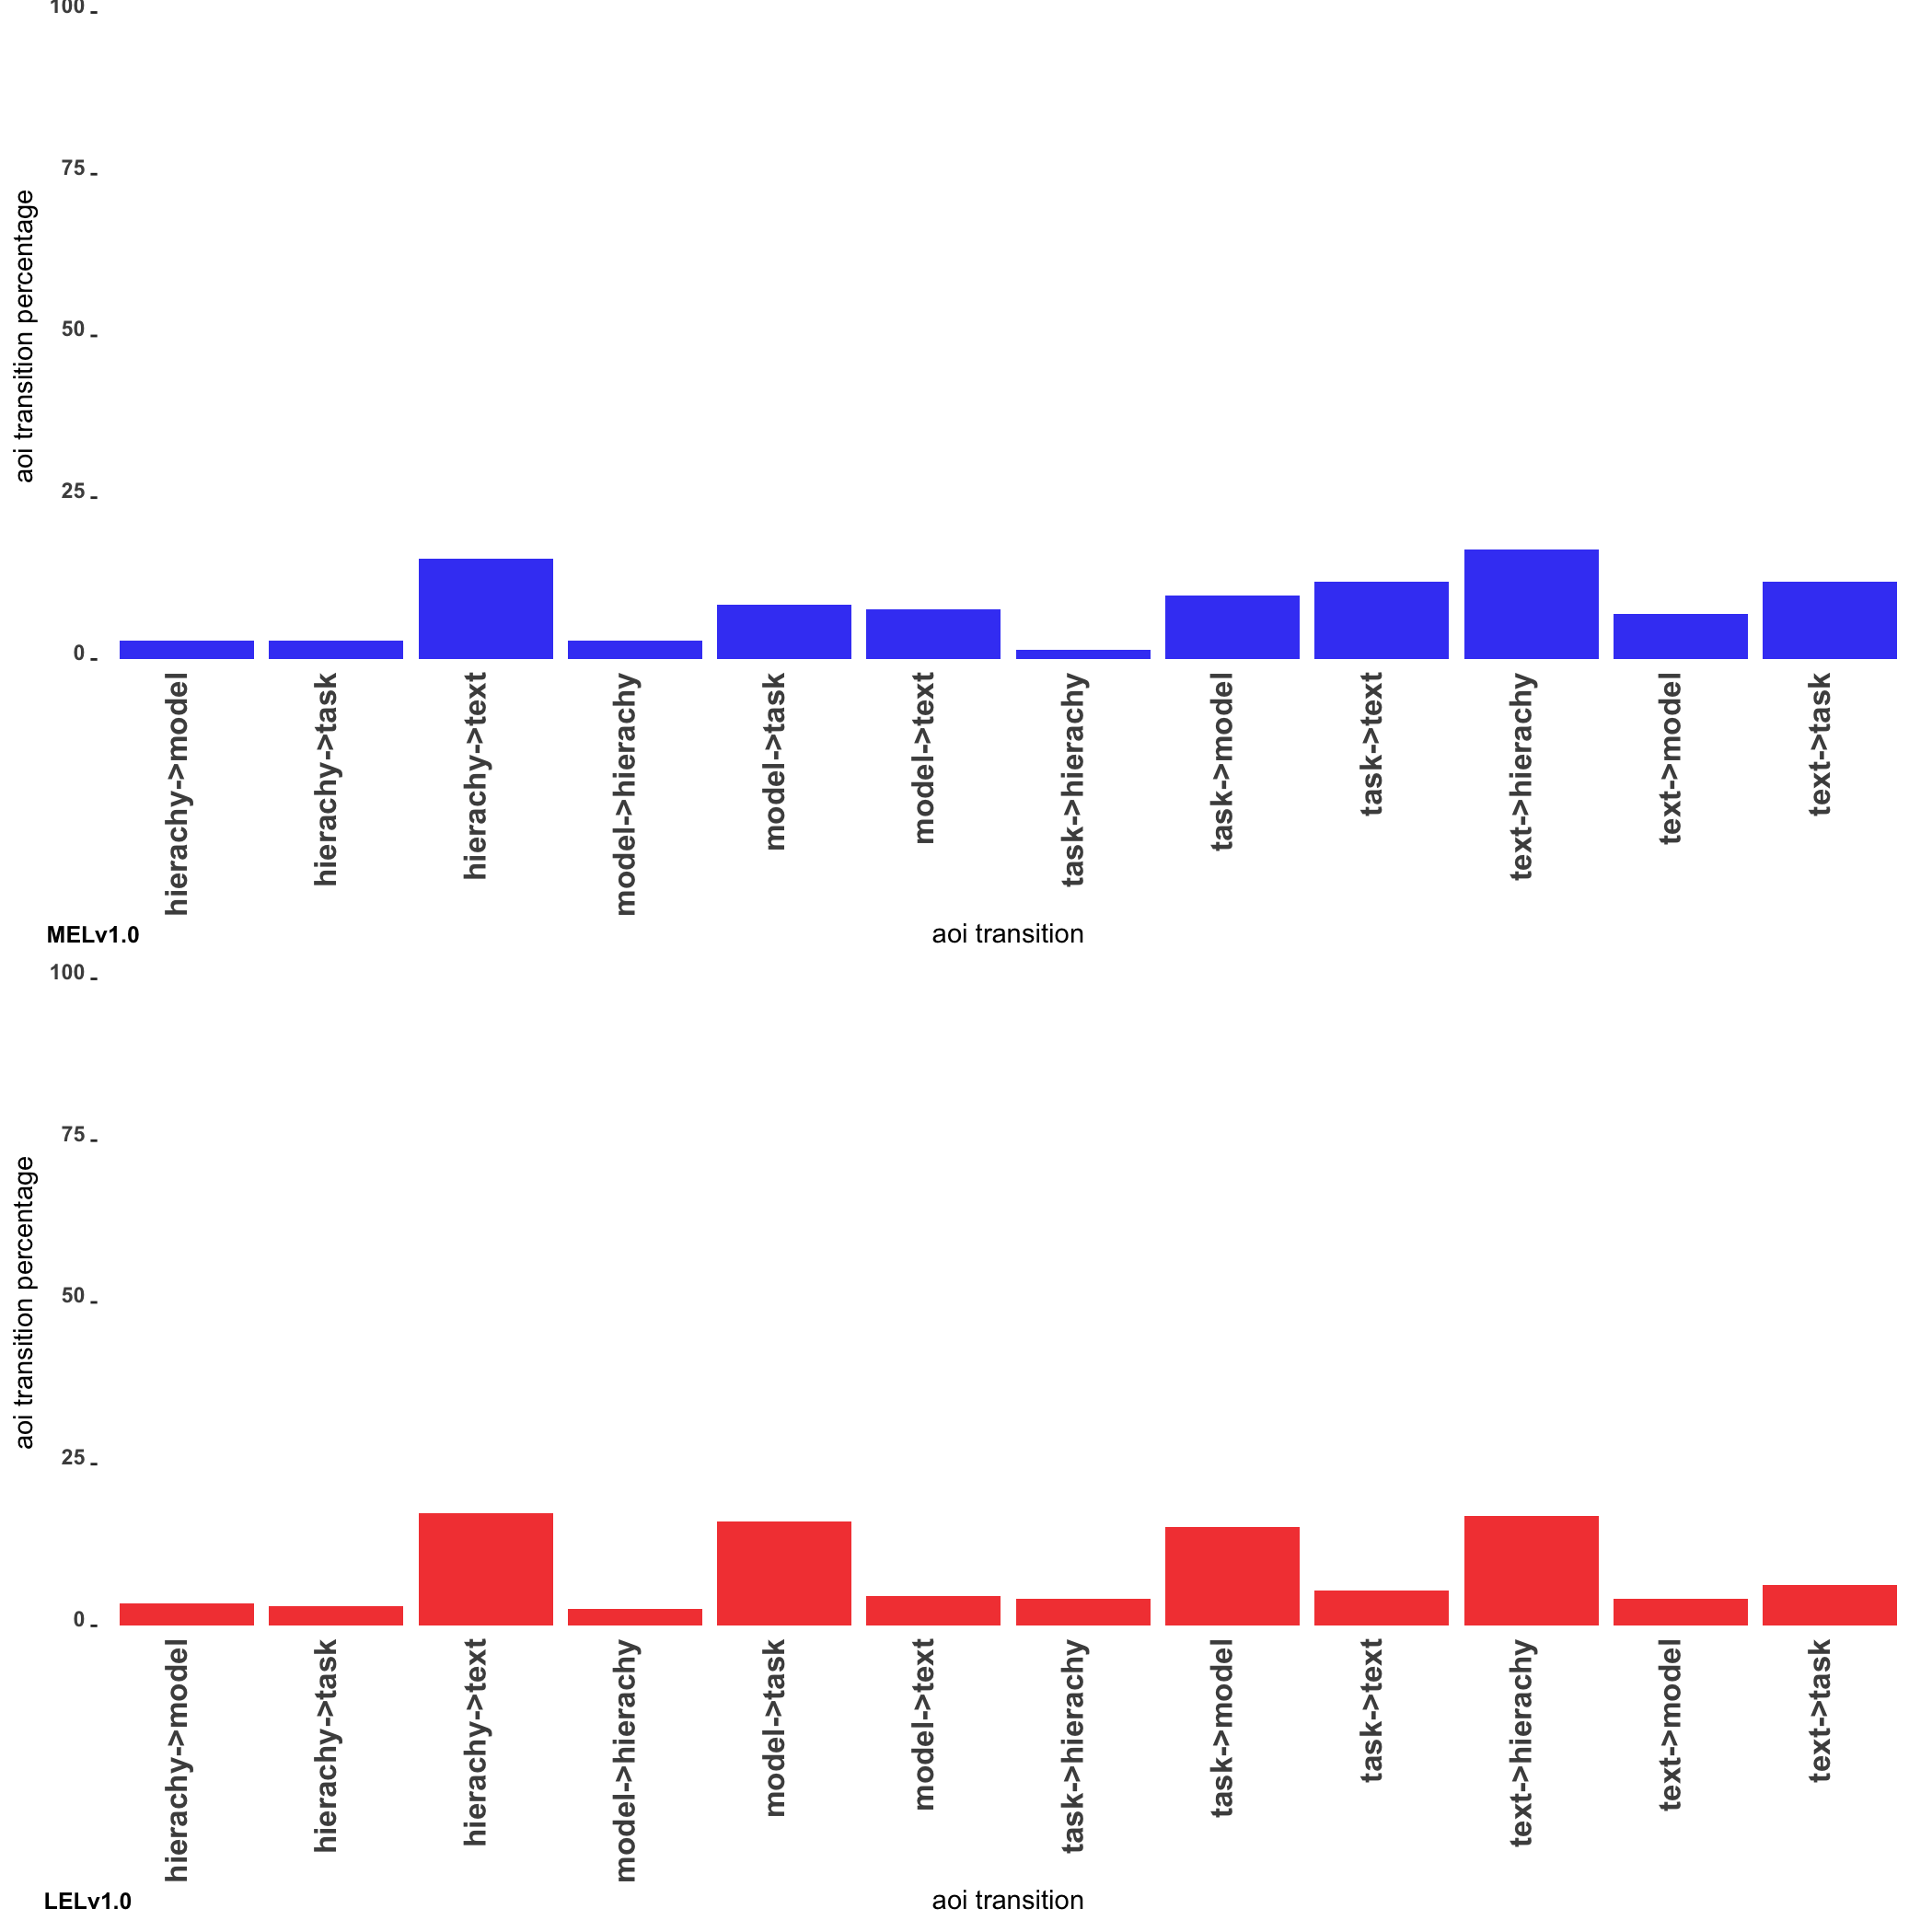 100
75
50
25
0
aoi transition percentage
hierachy->model
hierachy->task
hierachy->text
model->hierachy
model->task
model->text
task->hierachy
task->model
task->text
text->hierachy
text->model
text->task
MELv1.0
aoi transition
100
75
50
25
0
aoi transition percentage
hierachy->model
hierachy->task
hierachy->text
model->hierachy
model->task
model->text
task->hierachy
task->model
task->text
text->hierachy
text->model
text->task
LELv1.0
aoi transition